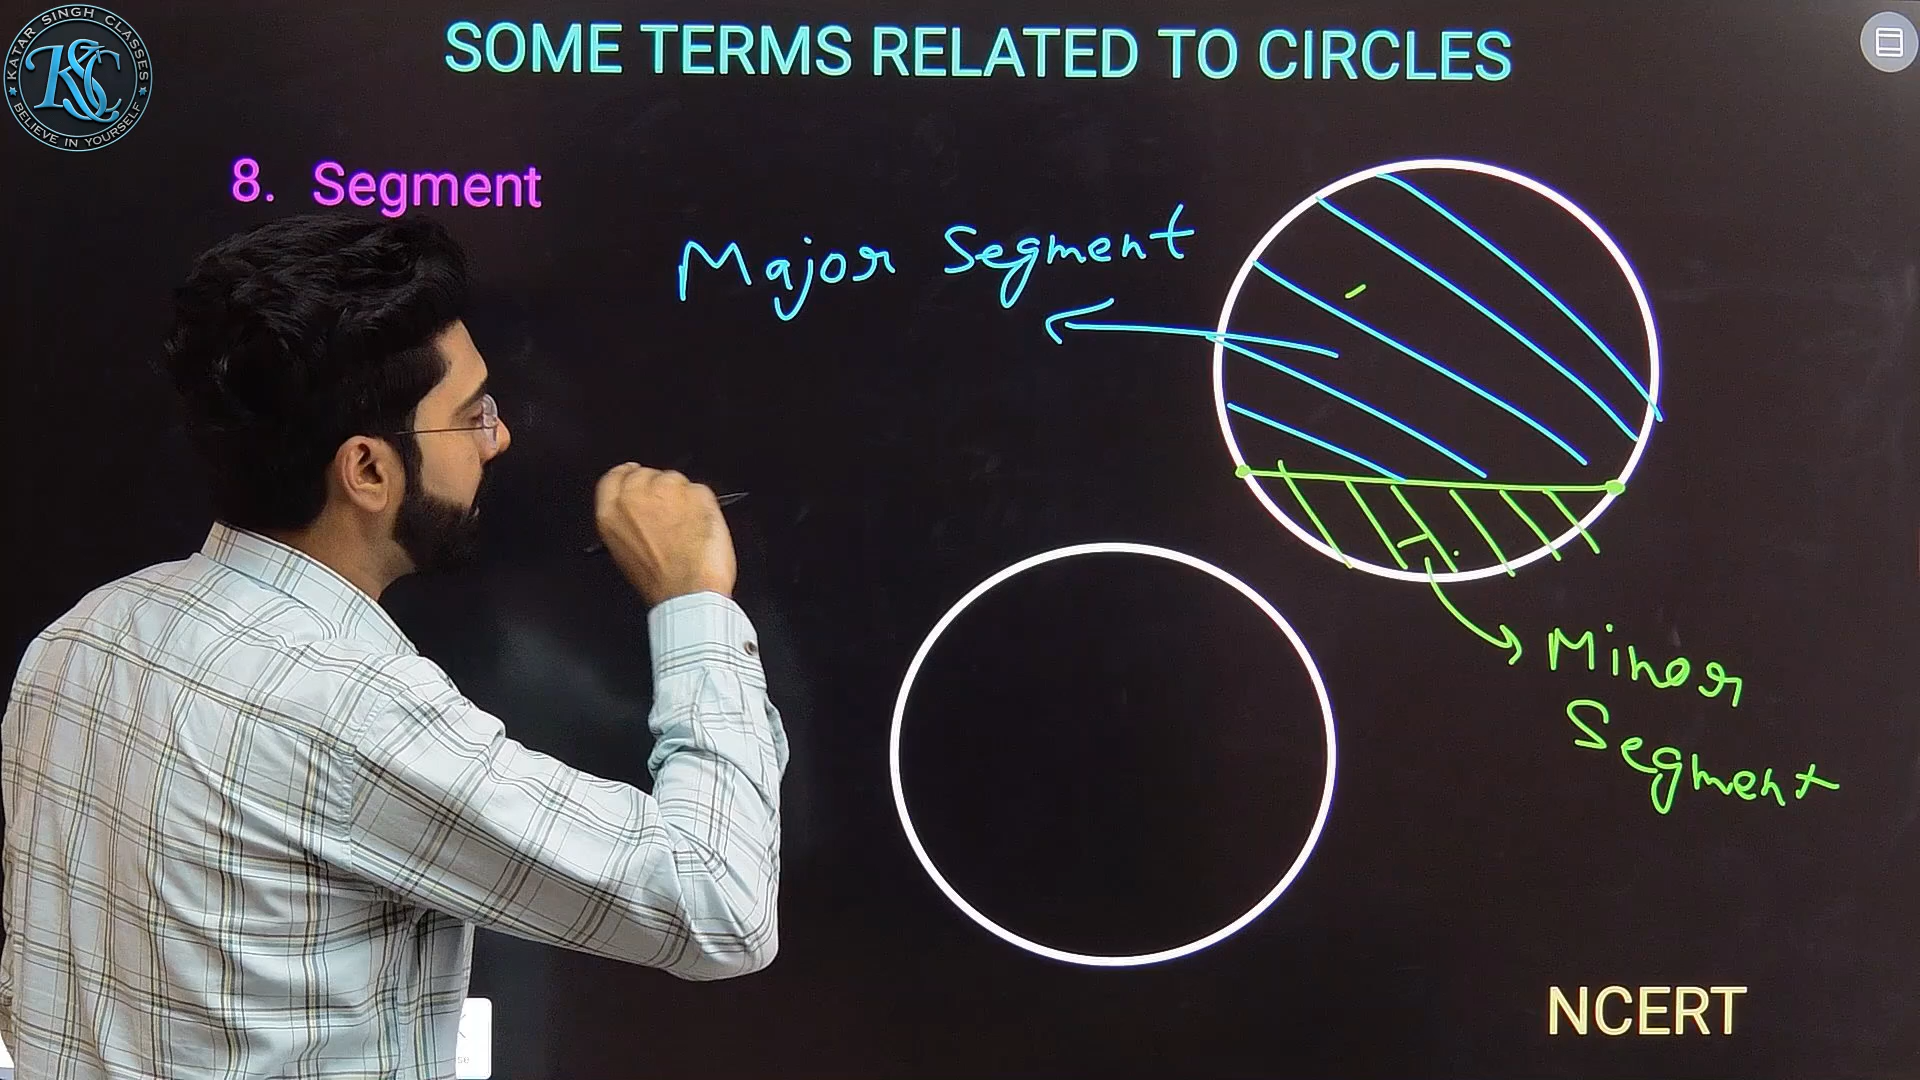 KATAR SINGH CLASSES
KSC
BELIEVE IN YOURSELF
SOME TERMS RELATED TO CIRCLES
8. Segment
Major Segment
Minor
Segment
NCERT